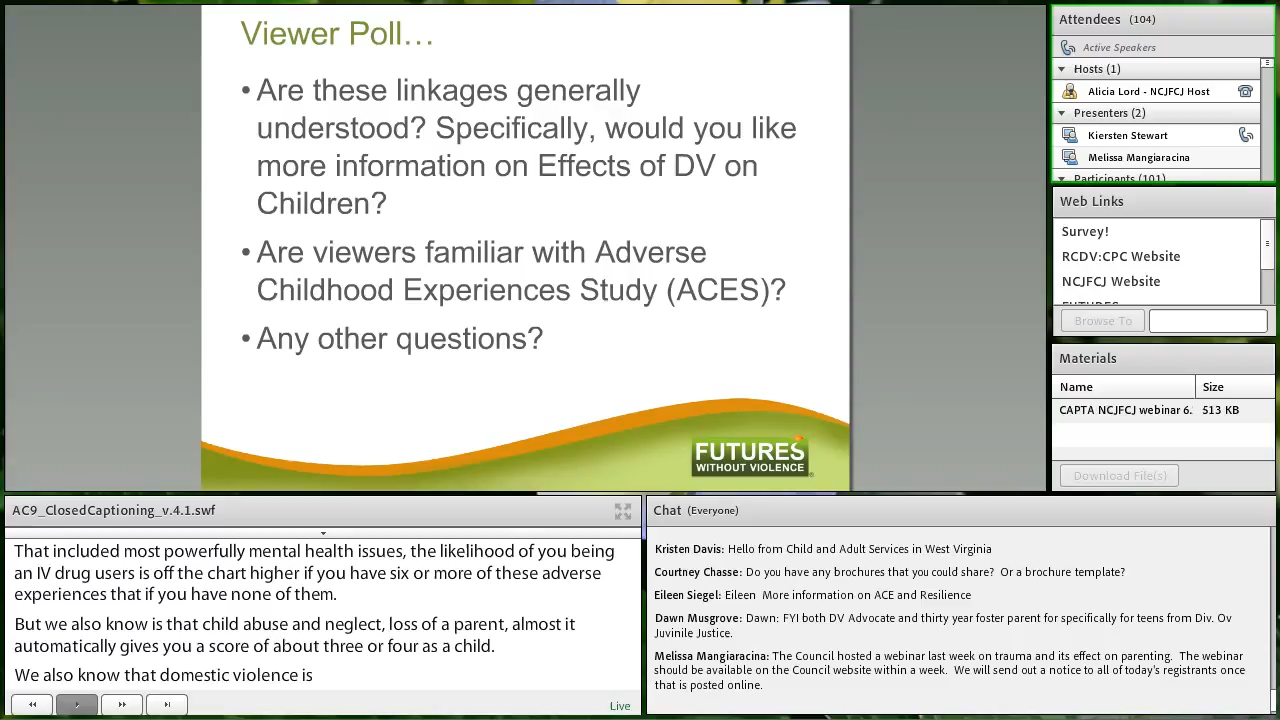 Viewer Poll…
• Are these linkages generally
understood? Specifically, would you like
more information on Effects of DV on
Children?
• Are viewers familiar with Adverse
Childhood Experiences Study (ACES)?
• Any other questions?
FUTURES
WITHOUT VIOLENCE
Attendees (104)
Active Speakers
Hosts (1)
Alicia Lord - NCJFCJ Host
Presenters (2)
Kiersten Stewart
Melissa Mangiaracina
Participants (101)
Web Links
Survey!
RCDV:CPC Website
NCJFCJ Website
FUTURES
Browse To
Materials
Name Size
CAPTA NCJFCJ webinar 6. 513 KB
Download File(s)
AC9_ClosedCaptioning_v.4.1.swf
That included most powerfully mental health issues, the likelihood of you being
an IV drug users is off the chart higher if you have six or more of these adverse
experiences that if you have none of them.
But we also know is that child abuse and neglect, loss of a parent, almost it
automatically gives you a score of about three or four as a child.
We also know that domestic violence is
Live
Chat (Everyone)
Kristen Davis: Hello from Child and Adult Services in West Virginia
Courtney Chasse: Do you have any brochures that you could share? Or a brochure template?
Eileen Siegel: Eileen More information on ACE and Resilience
Dawn Musgrove: Dawn: FYI both DV Advocate and thirty year foster parent for specifically for teens from Div. Ov
Juvinile Justice.
Melissa Mangiaracina: The Council hosted a webinar last week on trauma and its effect on parenting. The webinar
should be available on the Council website within a week. We will send out a notice to all of today's registrants once
that is posted online.